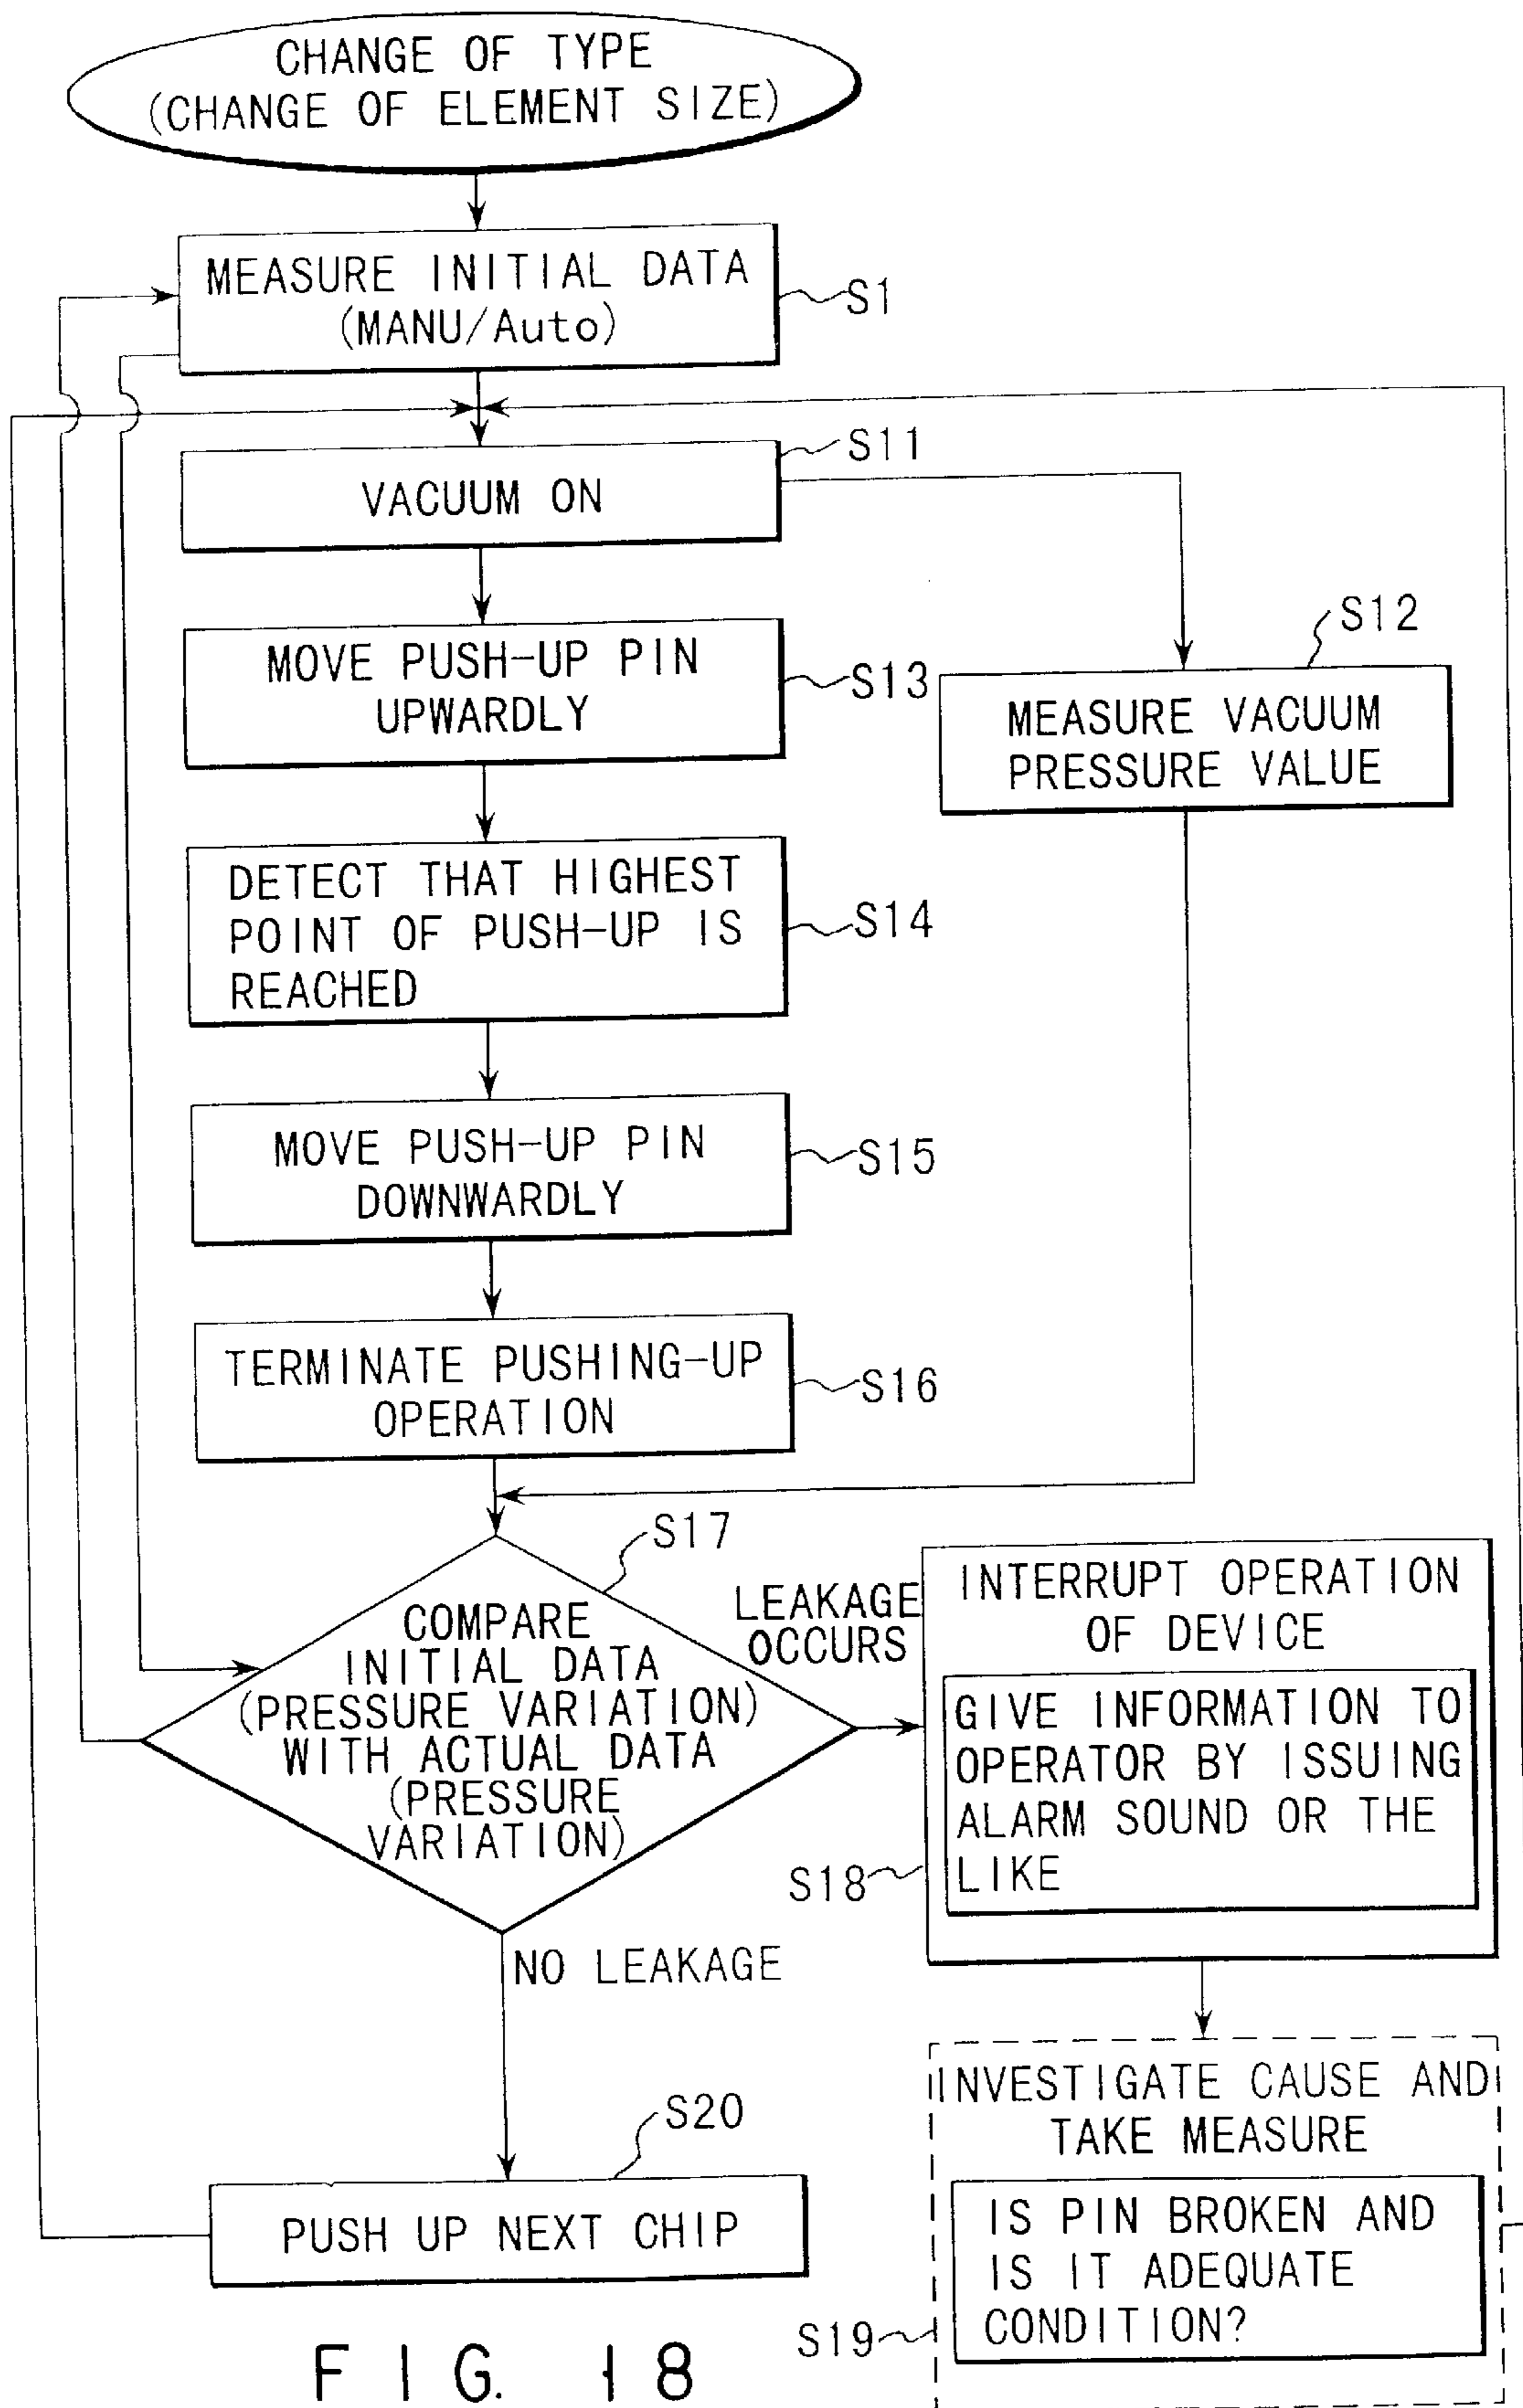 CHANGE OF TYPE
(CHANGE OF ELEMENT SIZE)
MEASURE INITIAL DATA
(MANU/Auto)
S1
VACUUM ON
S11
S12
MEASURE VACUUM
PRESSURE VALUE
MOVE PUSH-UP PIN
UPWARDLY
S13
DETECT THAT HIGHEST
POINT OF PUSH-UP IS
REACHED
S14
MOVE PUSH-UP PIN
DOWNWARDLY
S15
TERMINATE PUSHING-UP
OPERATION
S16
S17
COMPARE
INITIAL DATA
(PRESSURE VARIATION)
WITH ACTUAL DATA
(PRESSURE
VARIATION)
LEAKAGE
OCCURS
INTERRUPT OPERATION
OF DEVICE
GIVE INFORMATION TO
OPERATOR BY ISSUING
ALARM SOUND OR THE
LIKE
S18
NO LEAKAGE
S20
PUSH UP NEXT CHIP
INVESTIGATE CAUSE AND
TAKE MEASURE
IS PIN BROKEN AND
IS IT ADEQUATE
CONDITION?
S19
FIG. 18